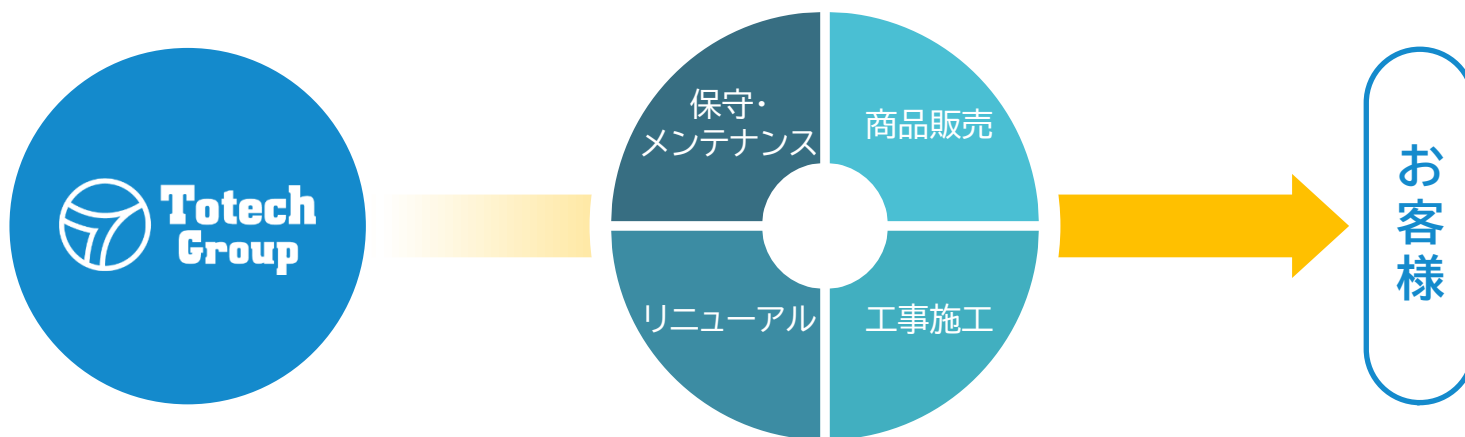 Totech
Group
保守・
メンテナンス
商品販売
リニューアル
工事施工
お客様